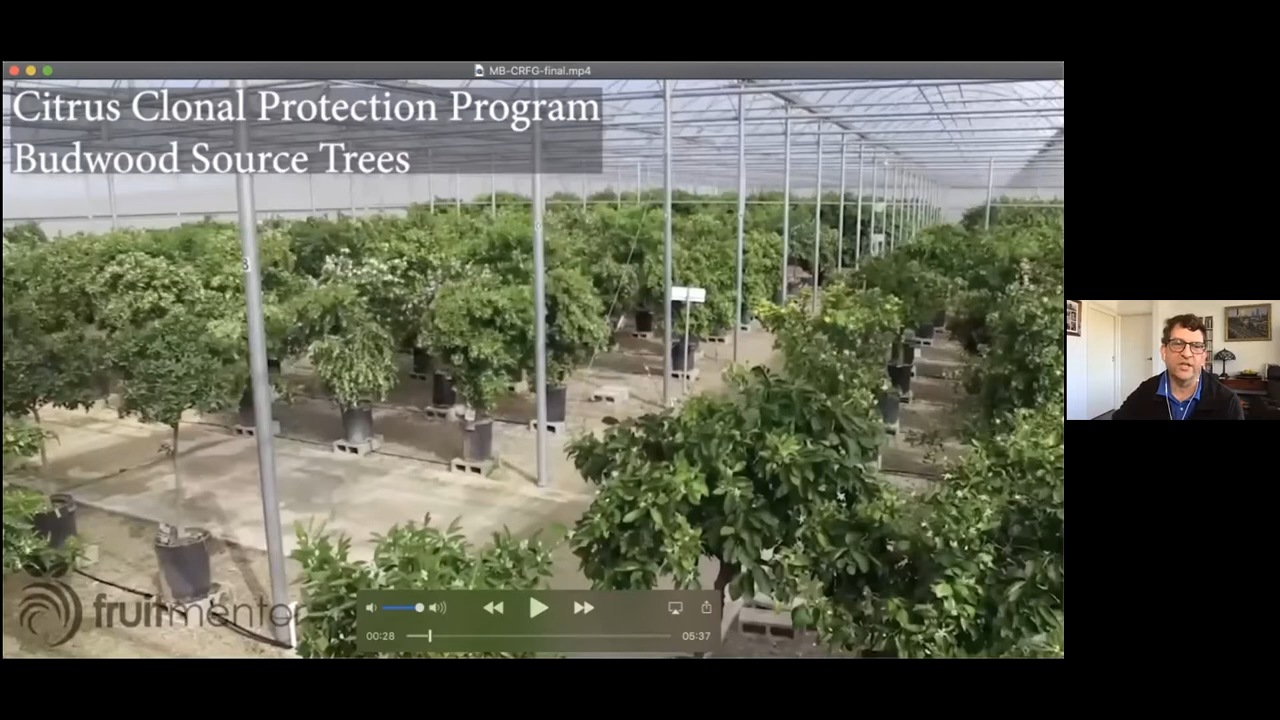 MB-CRFG-final.mp4
Citrus Clonal Protection Program
Budwood Source Trees
fruitmentor
00:28
05:37